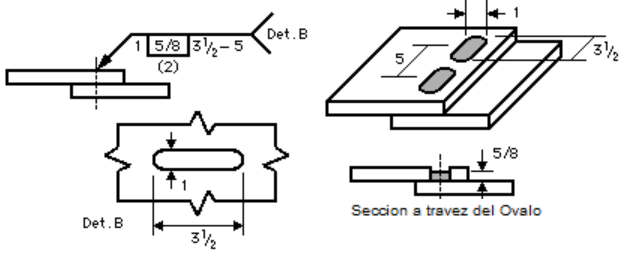 1 5/8 3½-5 Det.B
(2)
1
5
3½
1
5/8
Seccion a travez del Ovalo
Det.B
3½